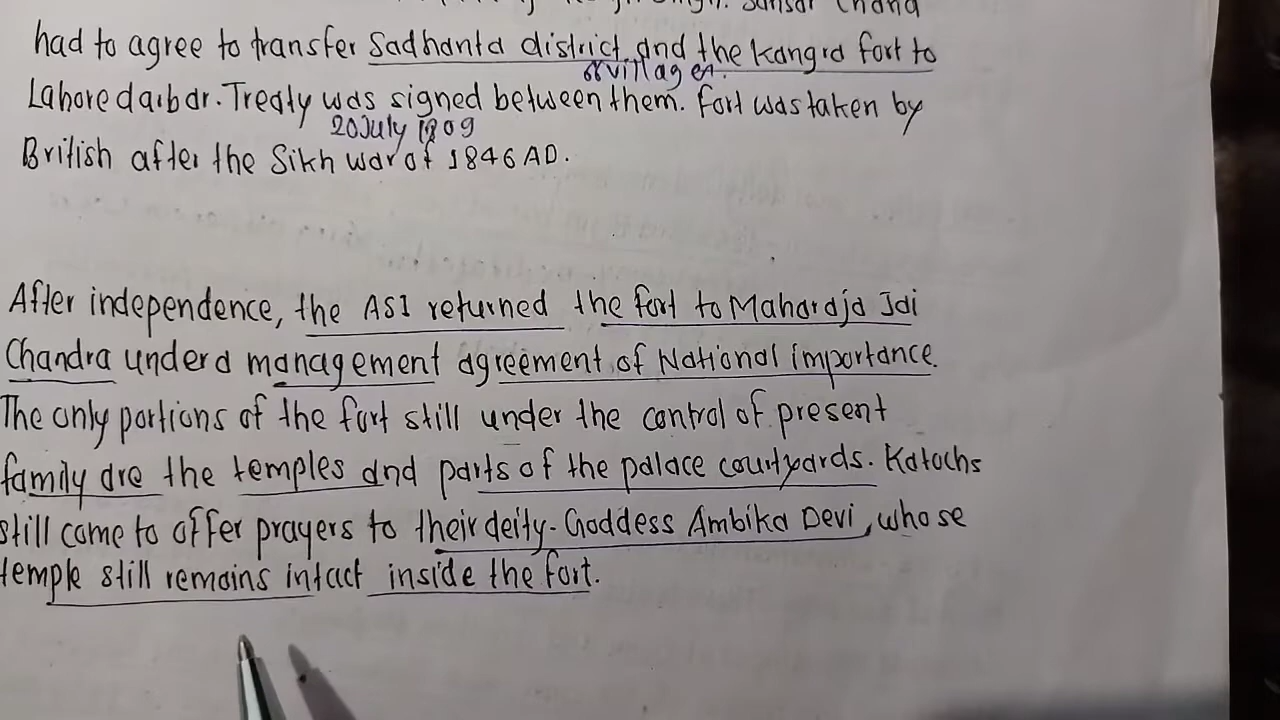 Sansar Chand
had to agree to transfer Sadhanta district and the Kangra fort to
villages.
Lahore darbar. Treaty was signed between them. Fort was taken by
20 July 1809
British after the Sikh war of 1846 AD.
After independence, the ASI returned the fort to Maharaja Jai
Chandra under a management agreement of National importance.
The only portions of the fort still under the control of present
family are the temples and parts of the palace courtyards. Katochs
still come to offer prayers to their deity- Goddess Ambika Devi, whose
temple still remains intact inside the fort.